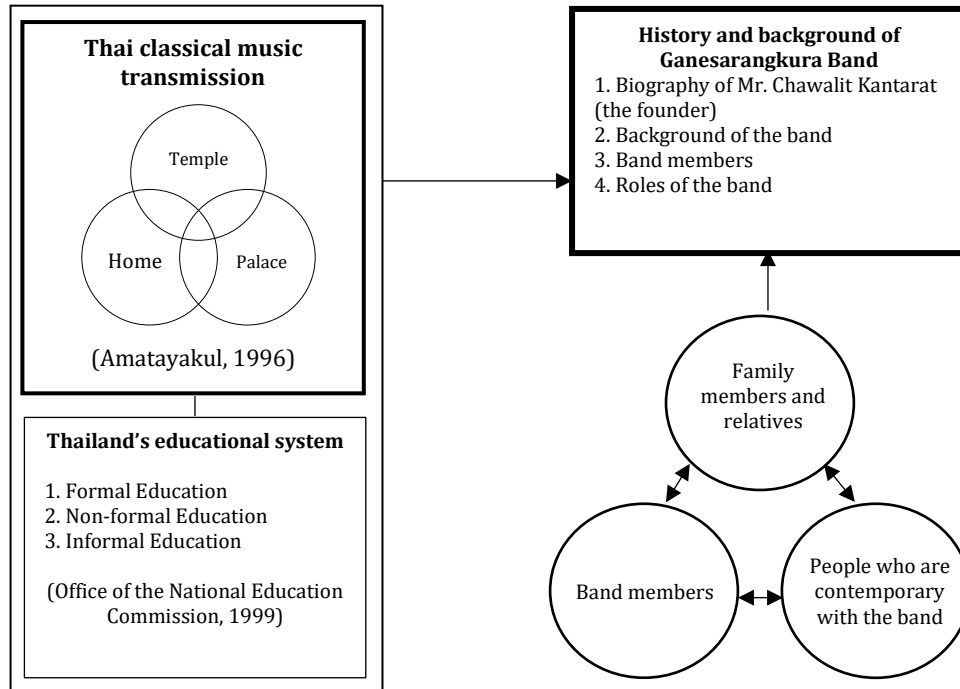 Thai classical music
transmission
Temple
Home
Palace
(Amatayakul, 1996)
Thailand’s educational system
1. Formal Education
2. Non-formal Education
3. Informal Education
(Office of the National Education
Commission, 1999)
History and background of
Ganesarangkura Band
1. Biography of Mr. Chawalit Kantarat
(the founder)
2. Background of the band
3. Band members
4. Roles of the band
Family
members and
relatives
Band members
People who are
contemporary
with the band